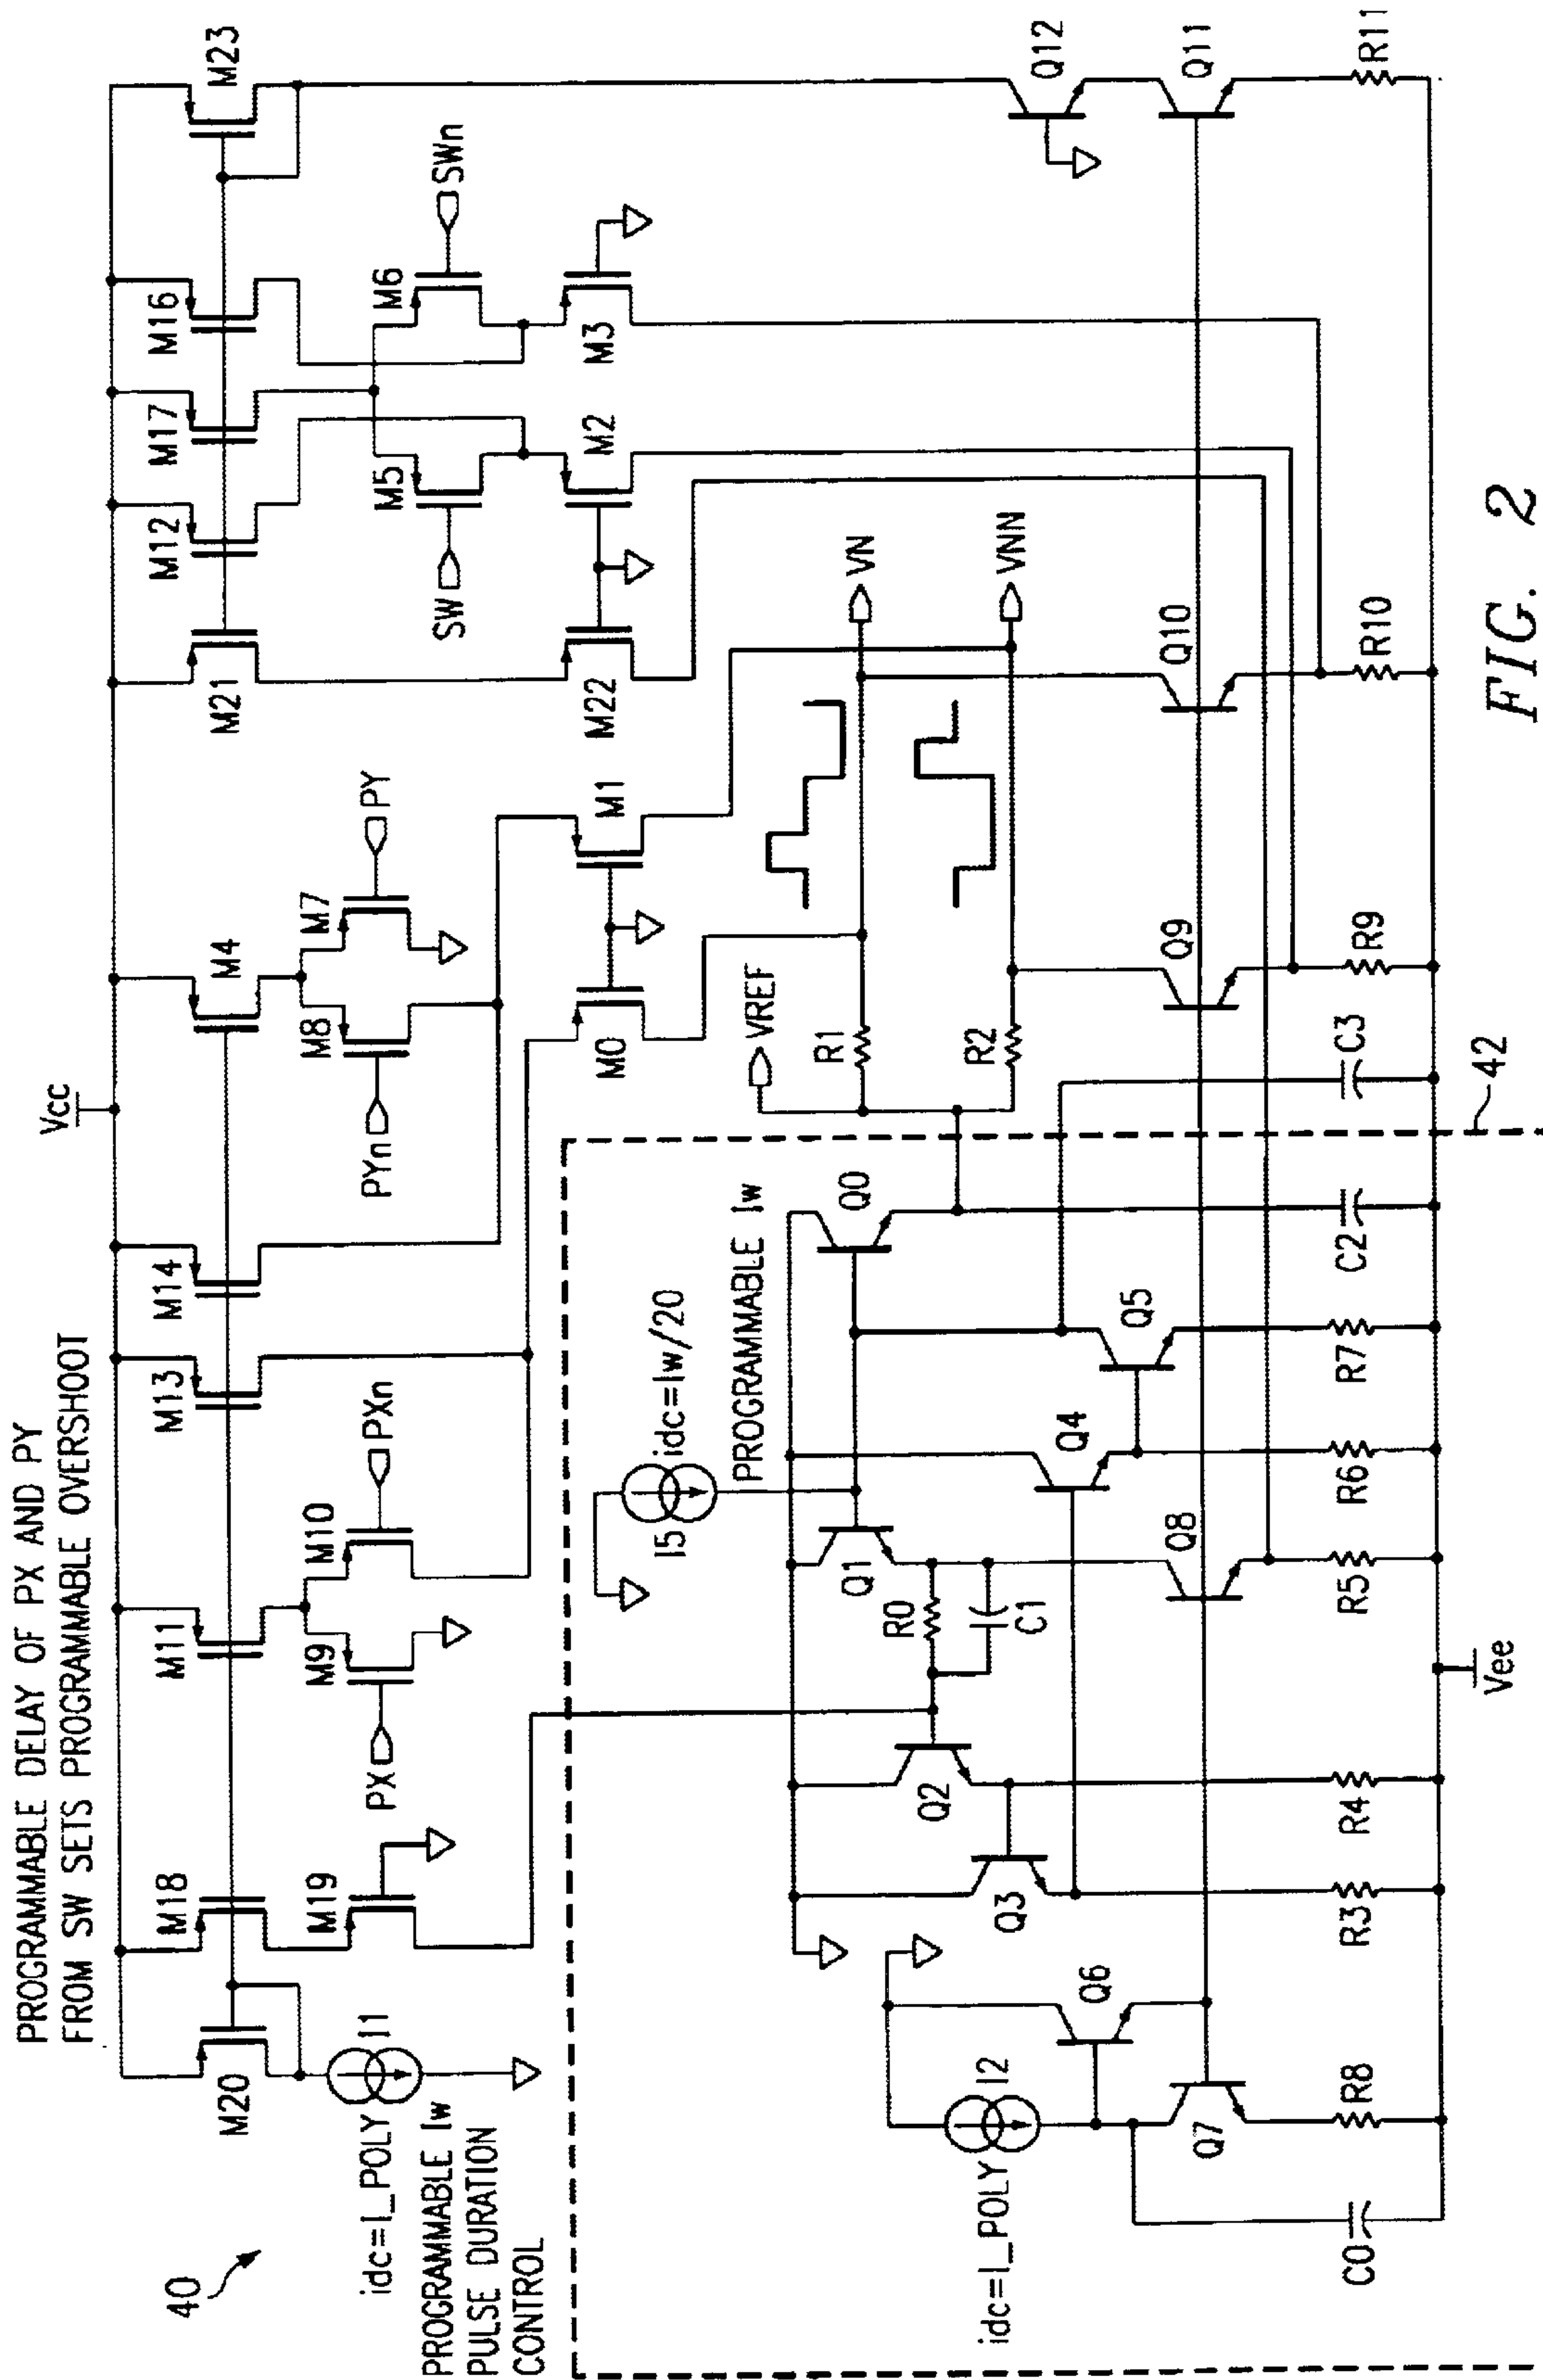 PROGRAMMABLE DELAY OF PX AND PY
FROM SW SETS PROGRAMMABLE OVERSHOOT
Vcc
40
M20
M18
M19
M11
M13
M14
M4
M21
M12
M17
M16
M23
idc=I_POLY
I1
PROGRAMMABLE Iw
PULSE DURATION
CONTROL
PX
M9
M10
PXn
PYn
M8
M7
PY
SW
M5
M6
SWn
M0
M1
M22
M2
M3
I5
idc=Iw/20
PROGRAMMABLE Iw
VREF
R1
R2
VN
VNN
idc=I_POLY
I2
Q6
Q3
Q2
R0
C1
Q1
Q4
Q5
Q0
Q12
Q7
Q8
Q9
Q10
Q11
C0
R8
R3
R4
R5
R6
R7
C2
C3
R9
R10
R11
Vee
42
FIG. 2